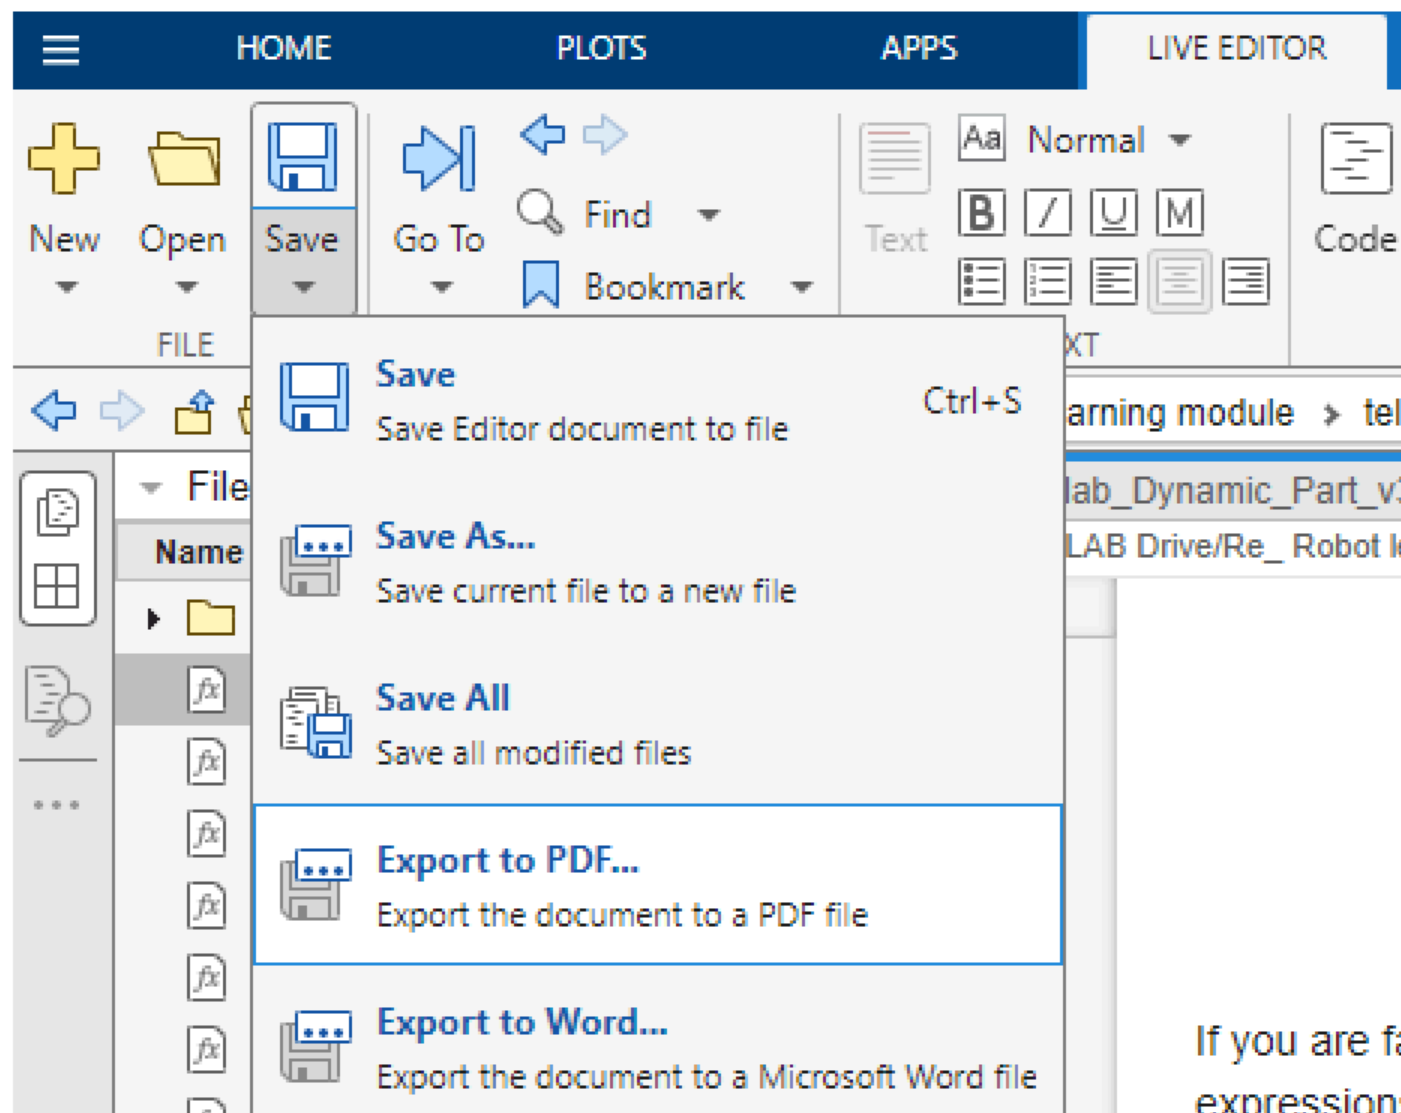 HOME PLOTS APPS LIVE EDITOR
New Open Save Go To Find Bookmark Text Aa Normal B I U M Code
FILE
Save
Save Editor document to file
Ctrl+S
arning module
LAB Drive/Re_ Robot
File
Name
Save As...
Save current file to a new file
Save All
Save all modified files
Export to PDF...
Export the document to a PDF file
Export to Word...
Export the document to a Microsoft Word file
lab_Dynamic_Part_v3
If you are
expressions